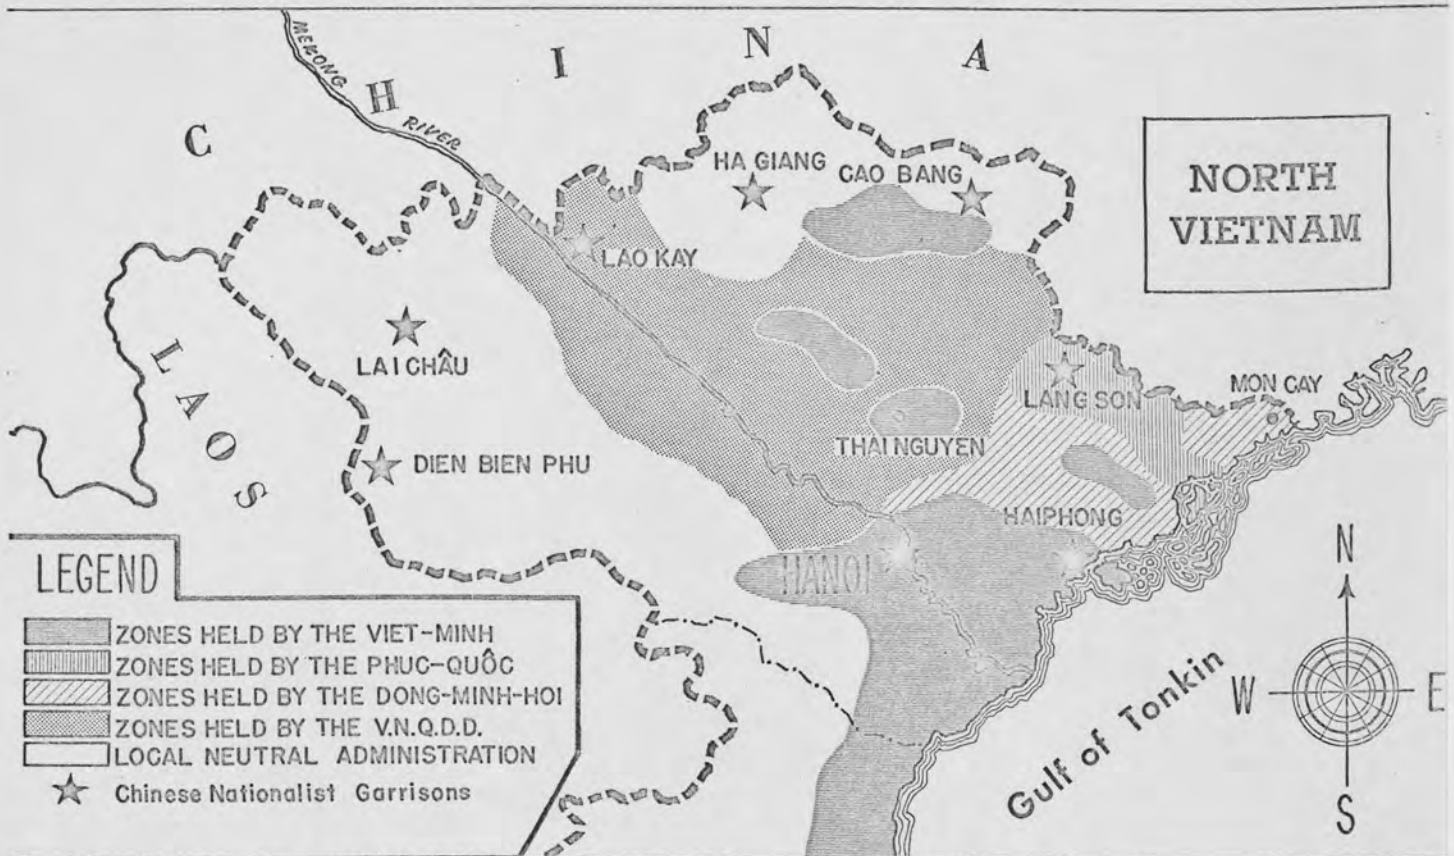 C H I N A
MEKONG RIVER
HA GIANG
CAO BANG
NORTH
VIETNAM
LAO KAY
LAI CHÂU
LAOS
LANG SON
MON CAY
THAI NGUYEN
DIEN BIEN PHU
HAIPHONG
HANOI
LEGEND
ZONES HELD BY THE VIET-MINH
ZONES HELD BY THE PHUC-QUÔC
ZONES HELD BY THE DONG-MINH-HOI
ZONES HELD BY THE V.N.Q.D.D.
LOCAL NEUTRAL ADMINISTRATION
Chinese Nationalist Garrisons
Gulf of Tonkin
N
W E
S